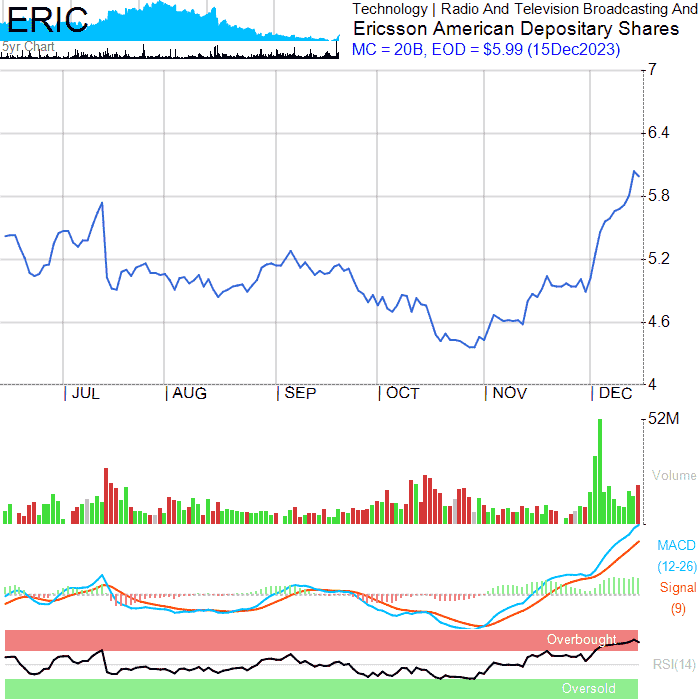 ERIC
5yr Chart
Technology | Radio And Television Broadcasting And
Ericsson American Depositary Shares
MC = 20B, EOD = $5.99 (15Dec2023)
7
6.4
5.8
5.2
4.6
4
JUL AUG SEP OCT NOV DEC
52M
Volume
MACD
(12-26)
Signal
(9)
Overbought
RSI(14)
Oversold